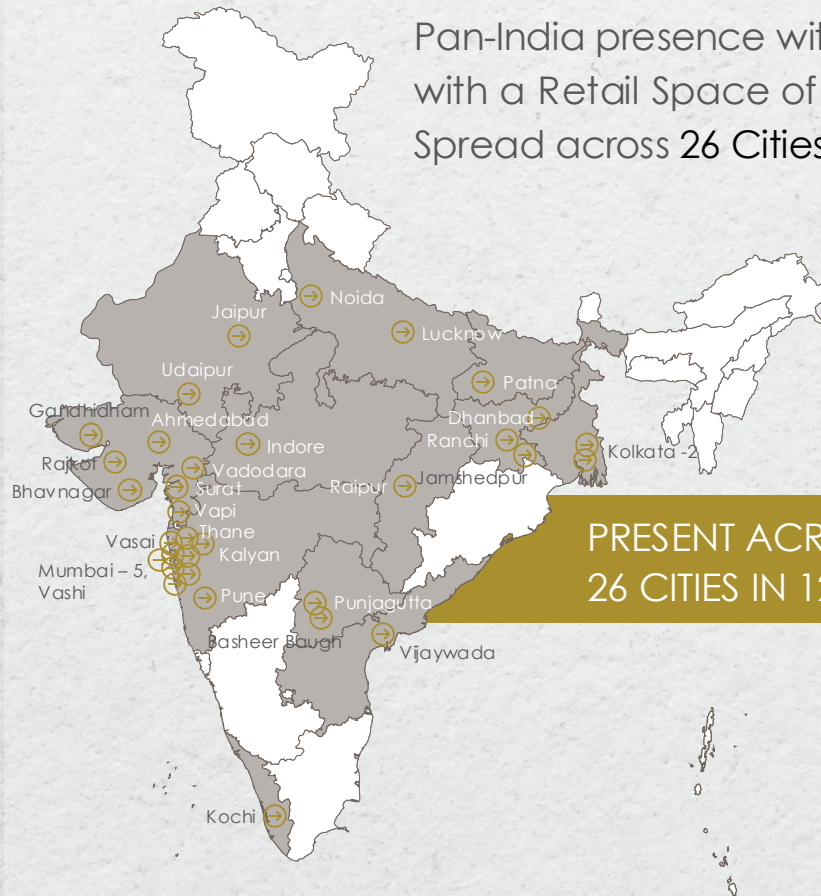 Pan-India presence wit
with a Retail Space of
Spread across 26 Cities
Noida
Jaipur
Lucknow
Udaipur
Patna
Gandhidham
Ahmedabad
Dhanbad
Ranchi
Indore
Kolkata -2
Rajkot
Vadodara
Jamshedpur
Bhavnagar
Surat
Raipur
Vapi
Thane
Vasai
Kalyan
PRESENT ACR
26 CITIES IN 12
Mumbai – 5,
Vashi
Pune
Punjagutta
Basheer Baugh
Vijaywada
Kochi